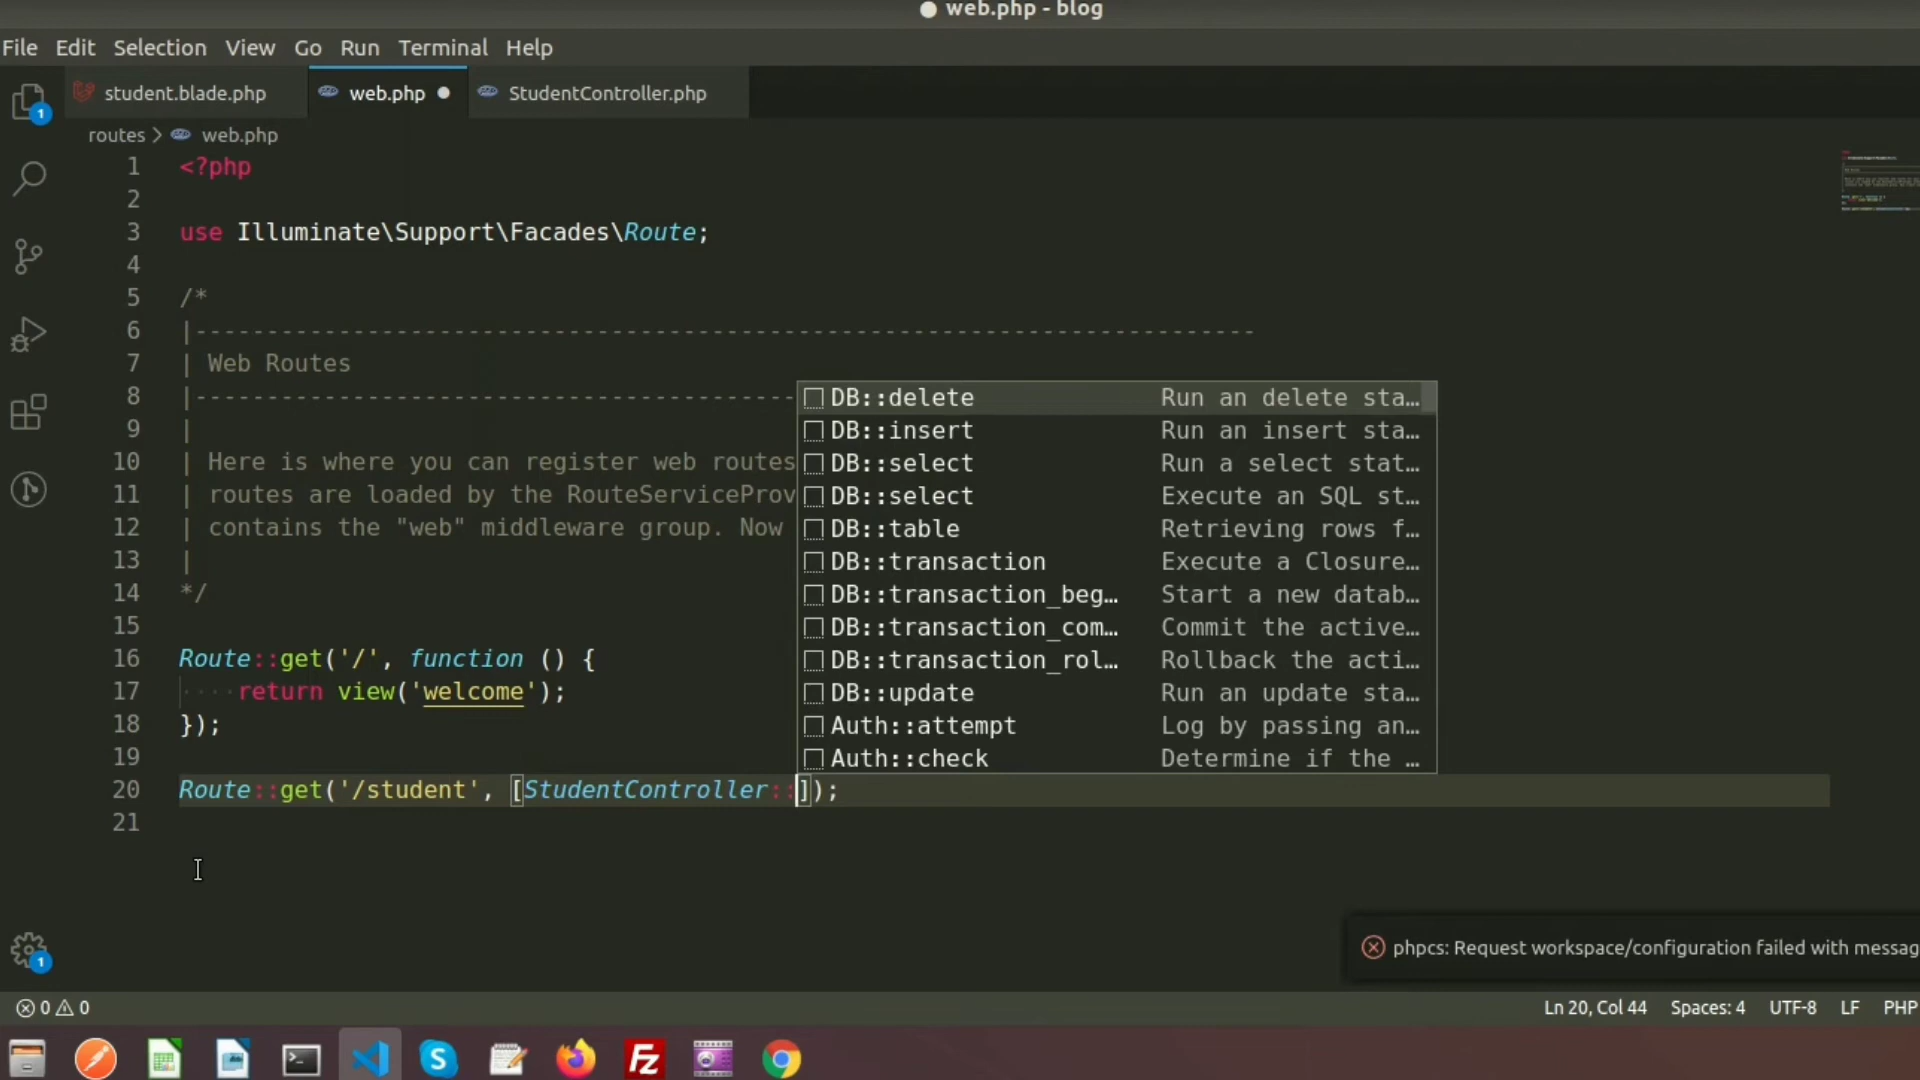 web.php - blog
File Edit Selection View Go Run Terminal Help
student.blade.php web.php StudentController.php
1
routes > web.php
1 <?php
2
3 use Illuminate\Support\Facades\Route;
4
5 /*
6 |--------------------------------------------------------------------------
7 | Web Routes
8 |------------------------------------------
9 |
10 | Here is where you can register web routes
11 | routes are loaded by the RouteServiceProv
12 | contains the "web" middleware group. Now
13 |
14 */
15
16 Route::get('/', function () {
17 ····return view('welcome');
18 });
19
20 Route::get('/student', [StudentController::]);
21
DB::delete Run an delete sta…
DB::insert Run an insert sta…
DB::select Run a select stat…
DB::select Execute an SQL st…
DB::table Retrieving rows f…
DB::transaction Execute a Closure…
DB::transaction_beg… Start a new datab…
DB::transaction_com… Commit the active…
DB::transaction_rol… Rollback the acti…
DB::update Run an update sta…
Auth::attempt Log by passing an…
Auth::check Determine if the …
phpcs: Request workspace/configuration failed with messag
1
0 0 Ln 20, Col 44 Spaces: 4 UTF-8 LF PHP
S Fz